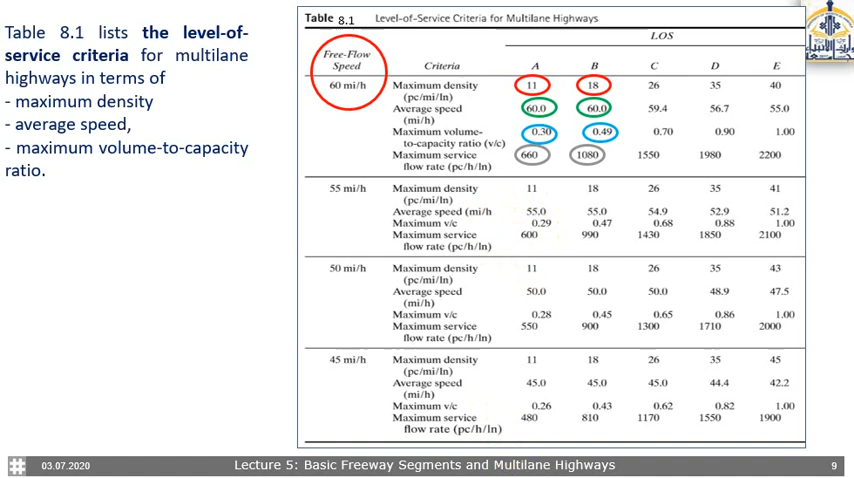 Table 8.1 lists the level-of-
service criteria for multilane
highways in terms of
- maximum density
- average speed,
- maximum volume-to-capacity
ratio.
Table 8.1 Level-of-Service Criteria for Multilane Highways
LOS
Free-Flow
Speed Criteria A B C D E
60 mi/h Maximum density 11 18 26 35 40
(pc/mi/ln)
Average speed 60.0 60.0 59.4 56.7 55.0
(mi/h)
Maximum volume- 0.30 0.49 0.70 0.90 1.00
to-capacity ratio (v/c)
Maximum service 660 1080 1550 1980 2200
flow rate (pc/h/ln)
55 mi/h Maximum density 11 18 26 35 41
(pc/mi/ln)
Average speed (mi/h 55.0 55.0 54.9 52.9 51.2
Maximum v/c 0.29 0.47 0.68 0.88 1.00
Maximum service 600 990 1430 1850 2100
flow rate (pc/h/ln)
50 mi/h Maximum density 11 18 26 35 43
(pc/mi/ln)
Average speed 50.0 50.0 50.0 48.9 47.5
(mi/h)
Maximum v/c 0.28 0.45 0.65 0.86 1.00
Maximum service 550 900 1300 1710 2000
flow rate (pc/h/ln)
45 mi/h Maximum density 11 18 26 35 45
(pc/mi/ln)
Average speed 45.0 45.0 45.0 44.4 42.2
(mi/h)
Maximum v/c 0.26 0.43 0.62 0.82 1.00
Maximum service 480 810 1170 1550 1900
flow rate (pc/h/ln)
03.07.2020 Lecture 5: Basic Freeway Segments and Multilane Highways 9